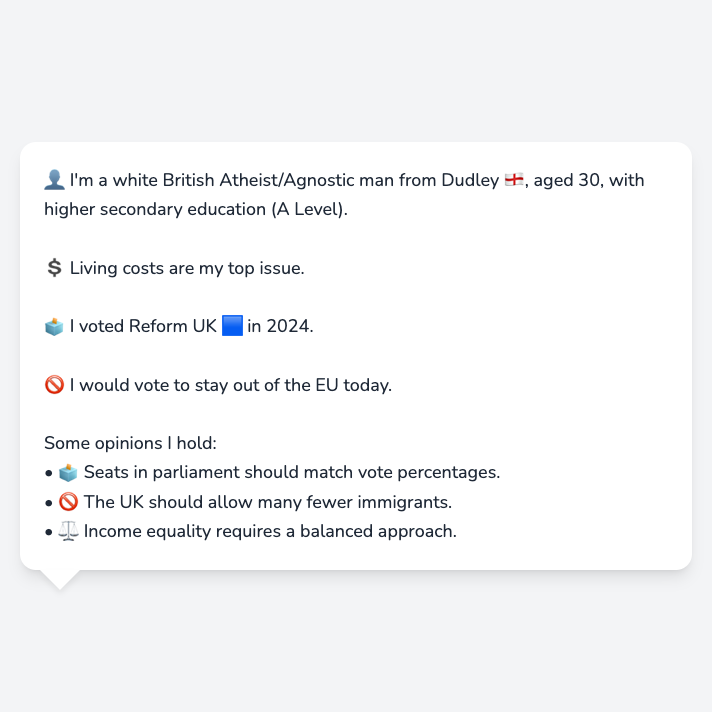 👤 I'm a white British Atheist/Agnostic man from Dudley 🏴󠁧󠁢󠁥󠁮󠁧󠁿, aged 30, with
higher secondary education (A Level).
💲 Living costs are my top issue.
🗳️ I voted Reform UK 🟦 in 2024.
🚫 I would vote to stay out of the EU today.
Some opinions I hold:
• 🗳️ Seats in parliament should match vote percentages.
• 🚫 The UK should allow many fewer immigrants.
• ⚖️ Income equality requires a balanced approach.